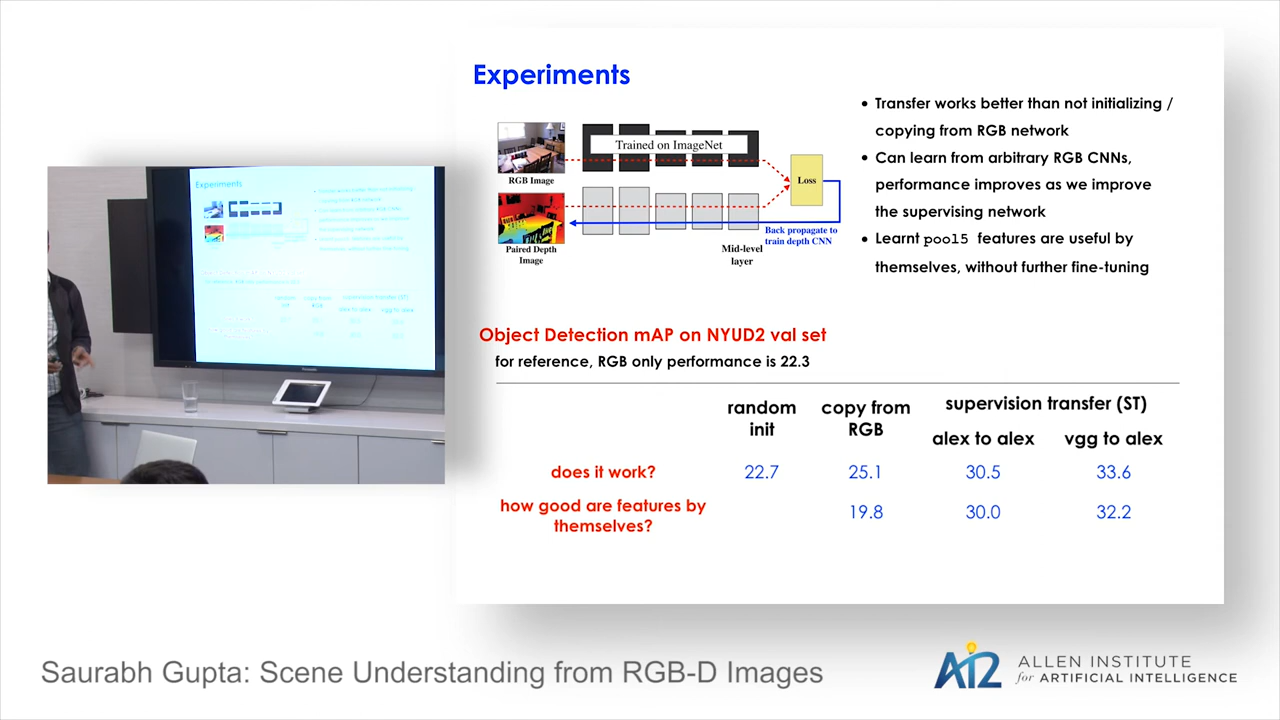 Experiments
Trained on ImageNet
RGB Image
Loss
Paired Depth
Image
Mid-level
layer
Back propagate to
train depth CNN
• Transfer works better than not initializing /
copying from RGB network
• Can learn from arbitrary RGB CNNs,
performance improves as we improve
the supervising network
• Learnt pool5 features are useful by
themselves, without further fine-tuning
Object Detection mAP on NYUD2 val set
for reference, RGB only performance is 22.3
random init copy from RGB supervision transfer (ST)
alex to alex vgg to alex
does it work? 22.7 25.1 30.5 33.6
how good are features by
themselves? 19.8 30.0 32.2
Experiments
Saurabh Gupta: Scene Understanding from RGB-D Images
AI2 ALLEN INSTITUTE
for ARTIFICIAL INTELLIGENCE